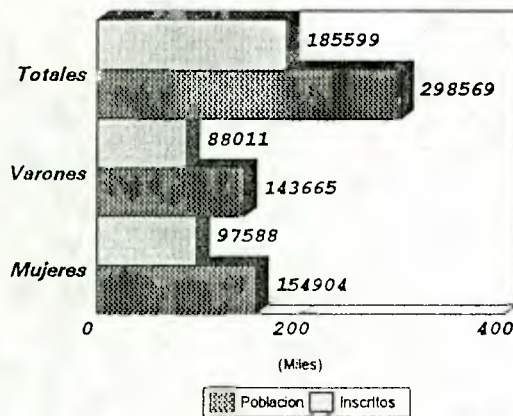 185599
Totales
298569
88011
Varones
143665
97588
Mujeres
154904
0 200 400
(Miles)
Poblacion Inscritos